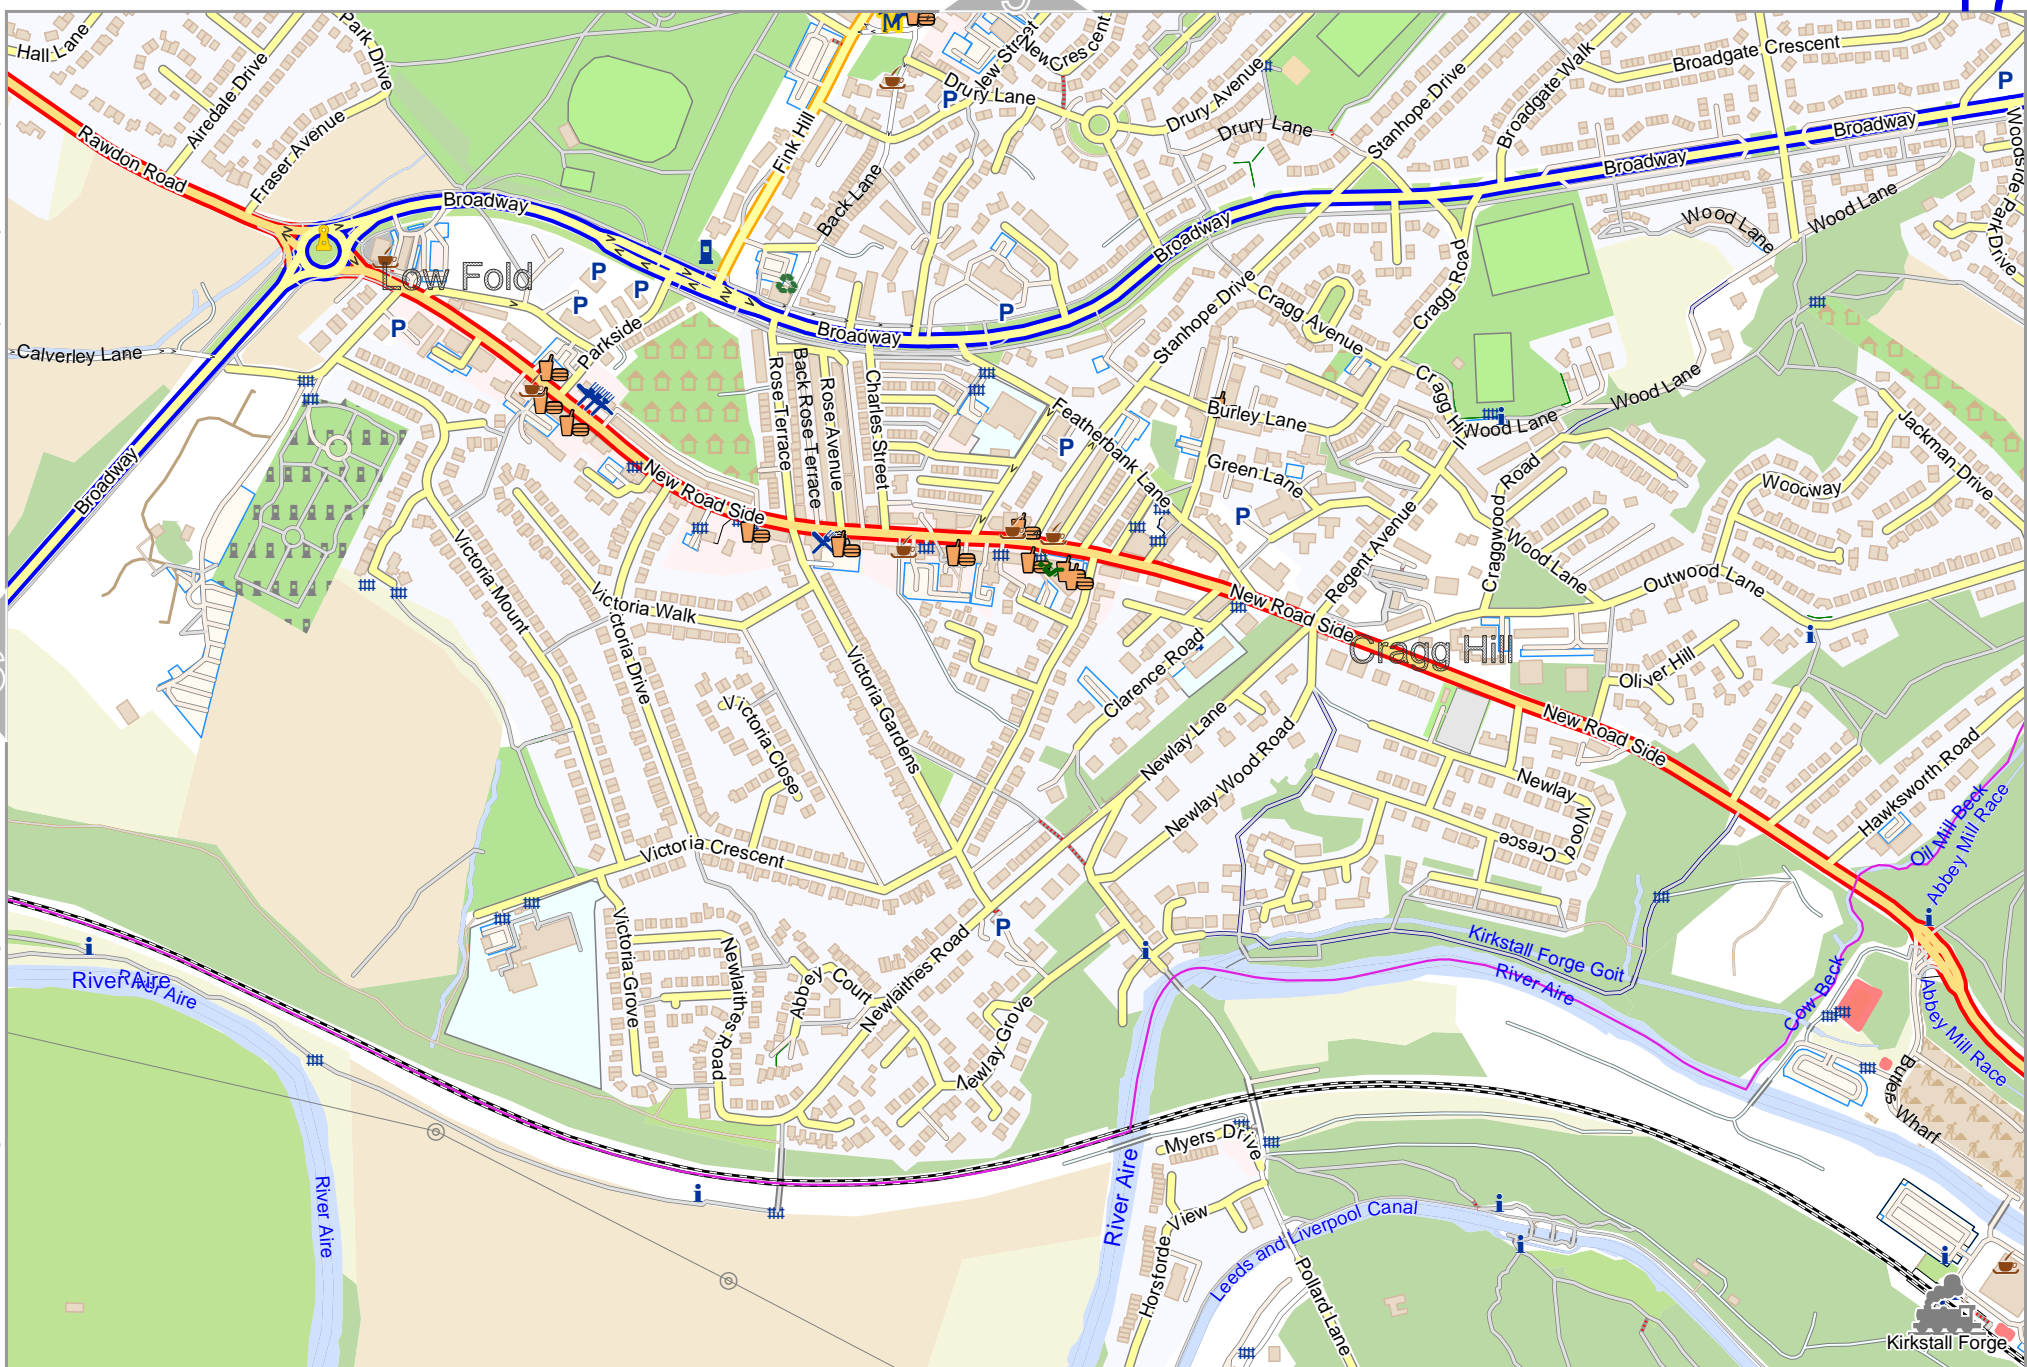 Hall Lane
Park Drive
Airedale Drive
Fraser Avenue
Rawdon Road
Broadway
Low Fold
Calverley Lane
Broadway
Parkside
M
Fink Hill
Back Lane
New Street
New Crescent
Drury Lane
P
Drury Avenue
Drury Lane
Stanhope Drive
Broadgate Walk
Broadgate Crescent
P
Broadway
Broadway
Woodside Park Drive
Wood Lane
Wood Lane
Broadway
P
P
P
P
P
Broadway
Stanhope Drive
Cragg Avenue
Cragg Road
Cragg Hill
Wood Lane
Wood Lane
Rose Terrace
Back Rose Terrace
Rose Avenue
Charles Street
Featherbank Lane
P
Burley Lane
Green Lane
P
Regent Avenue
Craggwood Road
Wood Lane
Woodway
Jackman Drive
Outwood Lane
New Road Side
New Road Side
Cragg Hill
New Road Side
Oliver Hill
Hawksworth Road
Victoria Mount
Victoria Walk
Victoria Drive
Victoria Close
Victoria Gardens
Victoria Crescent
Clarence Road
Newlay Lane
Newlay Wood Road
Newlay Wood Cresce
Oil Mill Beck
Abbey Mill Race
Victoria Grove
Newlaithes Road
Abbey Court
Newlaithes Road
P
Newlay Grove
Kirkstall Forge Goit
River Aire
Cow Beck
Abbey Mill Race
Butlers Wharf
River Aire
River Aire
River Aire
River Aire
Myers Drive
Horsforde View
Leeds and Liverpool Canal
Pollard Lane
Kirkstall Forge